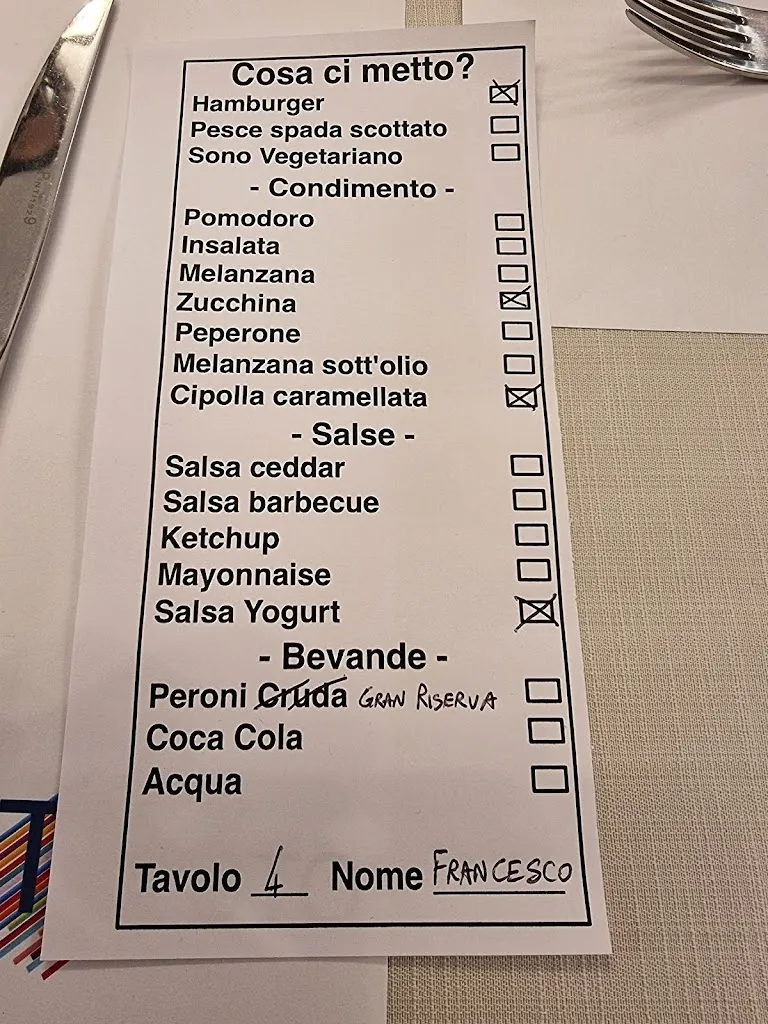 Cosa ci metto?
Hamburger
Pesce spada scottato
Sono Vegetariano
- Condimento -
Pomodoro
Insalata
Melanzana
Zucchina
Peperone
Melanzana sott'olio
Cipolla caramellata
- Salse -
Salsa ceddar
Salsa barbecue
Ketchup
Mayonnaise
Salsa Yogurt
- Bevande -
Peroni Cruda GRAN RISERVA
Coca Cola
Acqua
Tavolo 4 Nome FRANCESCO